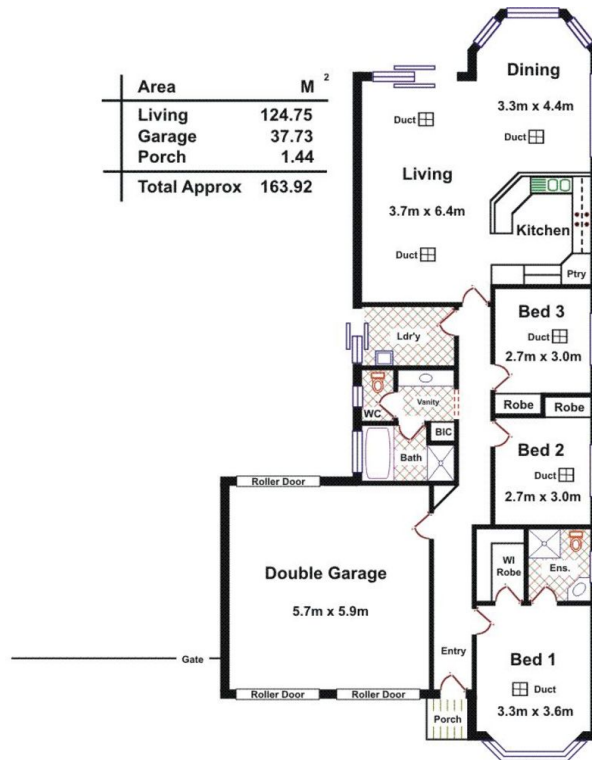 Area M 2
Living 124.75
Garage 37.73
Porch 1.44
Total Approx 163.92
Dining
3.3m x 4.4m
Duct
Duct
Living
3.7m x 6.4m
Duct
Kitchen
Ptry
Bed 3
Duct
2.7m x 3.0m
Ldr'y
Robe
Robe
WC
Vanity
BIC
Bath
Bed 2
Duct
2.7m x 3.0m
Roller Door
WI
Robe
Ens.
Double Garage
5.7m x 5.9m
Entry
Gate
Bed 1
Duct
3.3m x 3.6m
Roller Door
Roller Door
Porch